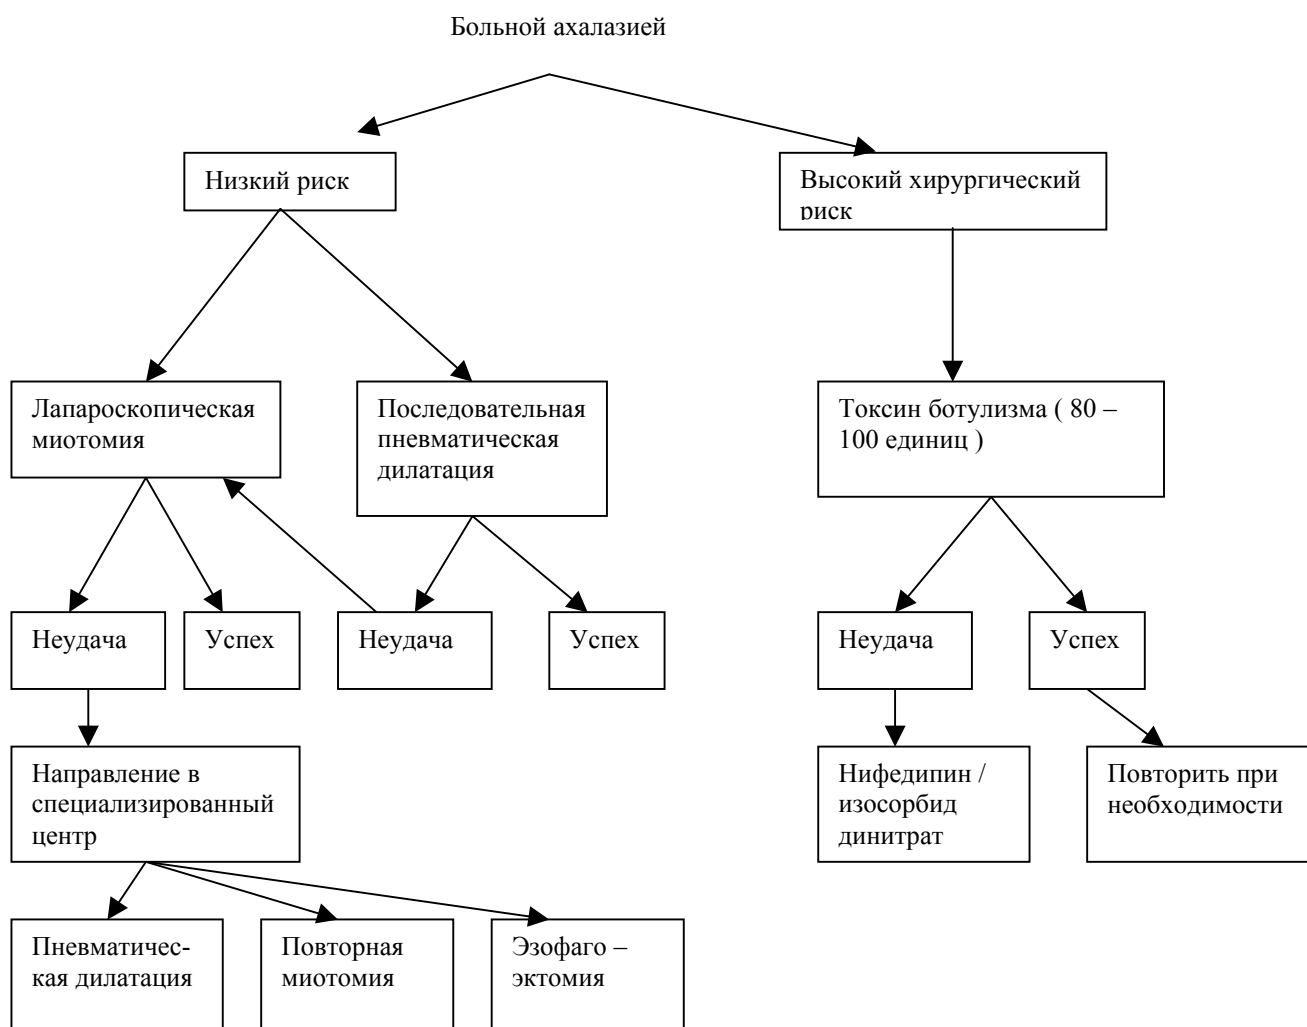 Больной ахалазией
Низкий риск
Высокий хирургический
риск
Лапароскопическая
миотомия
Последовательная
пневматическая
дилатация
Токсин ботулизма ( 80 –
100 единиц )
Неудача
Успех
Неудача
Успех
Неудача
Успех
Направление в
специализированный
центр
Нифедипин /
изосорбид
динитрат
Повторить при
необходимости
Пневматичес-
кая дилатация
Повторная
миотомия
Эзофаго –
эктомия